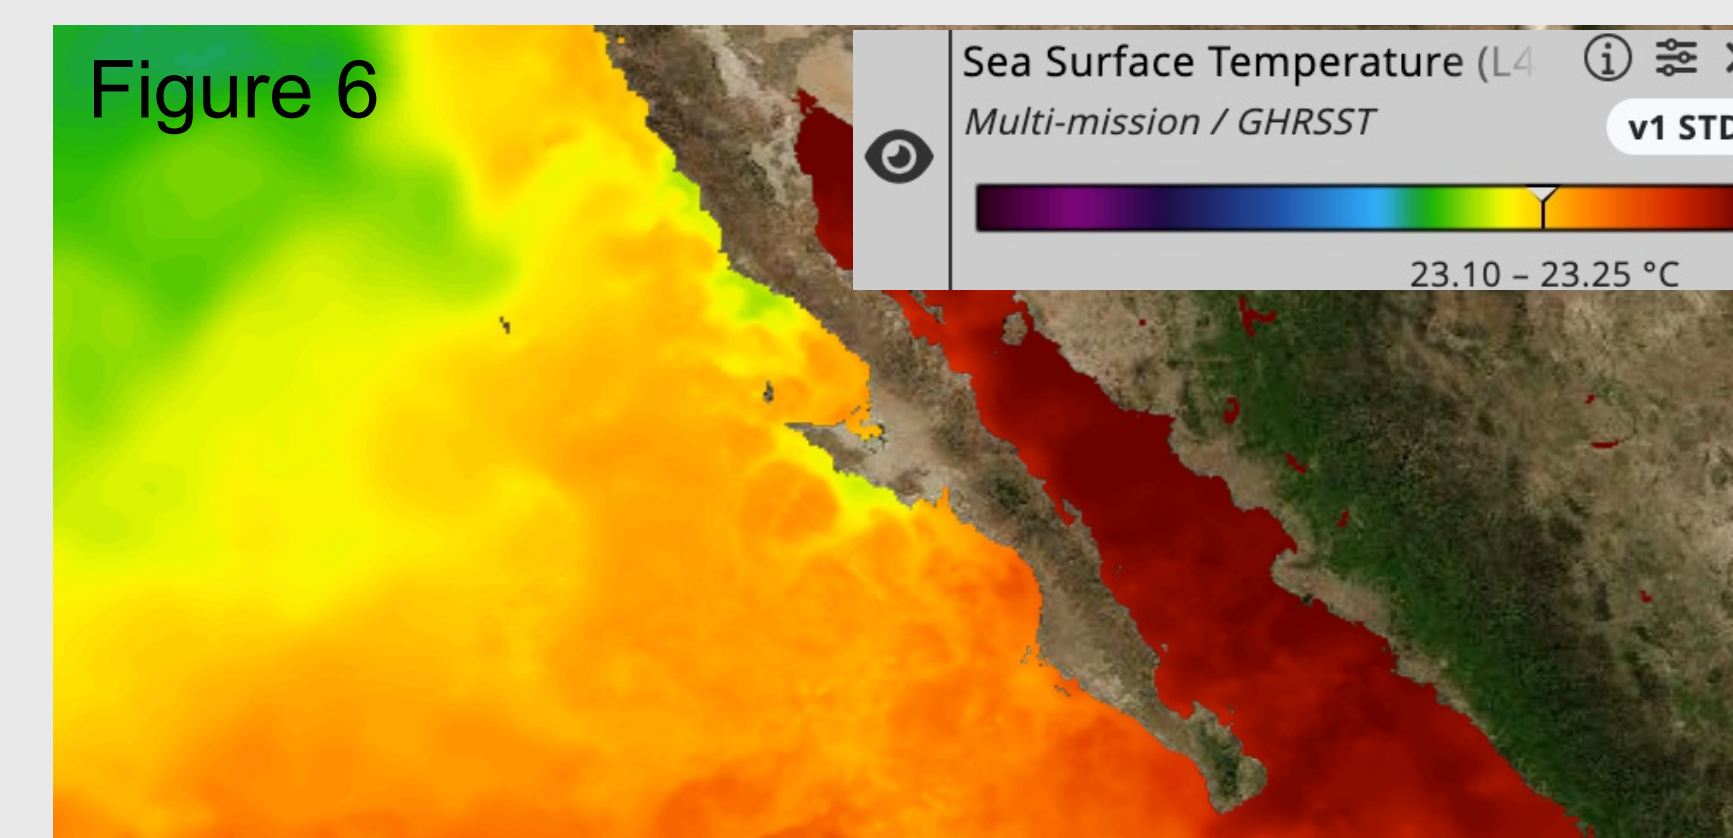 Figure 6
Sea Surface Temperature (L4
Multi-mission / GHRSST
v1 STD
23.10 – 23.25 °C